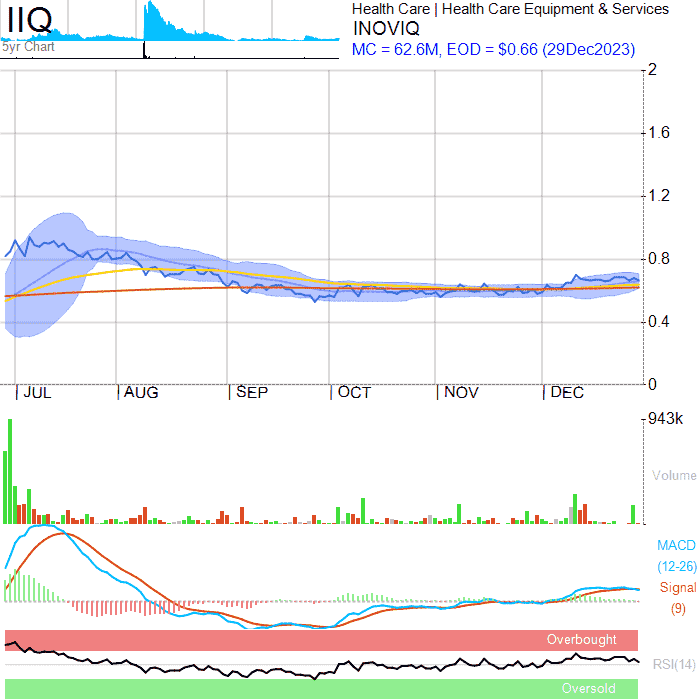 IIQ
5yr Chart
Health Care | Health Care Equipment & Services
INOVIQ
MC = 62.6M, EOD = $0.66 (29Dec2023)
2
1.6
1.2
0.8
0.4
0
JUL AUG SEP OCT NOV DEC
943k
Volume
MACD
(12-26)
Signal
(9)
Overbought
RSI(14)
Oversold